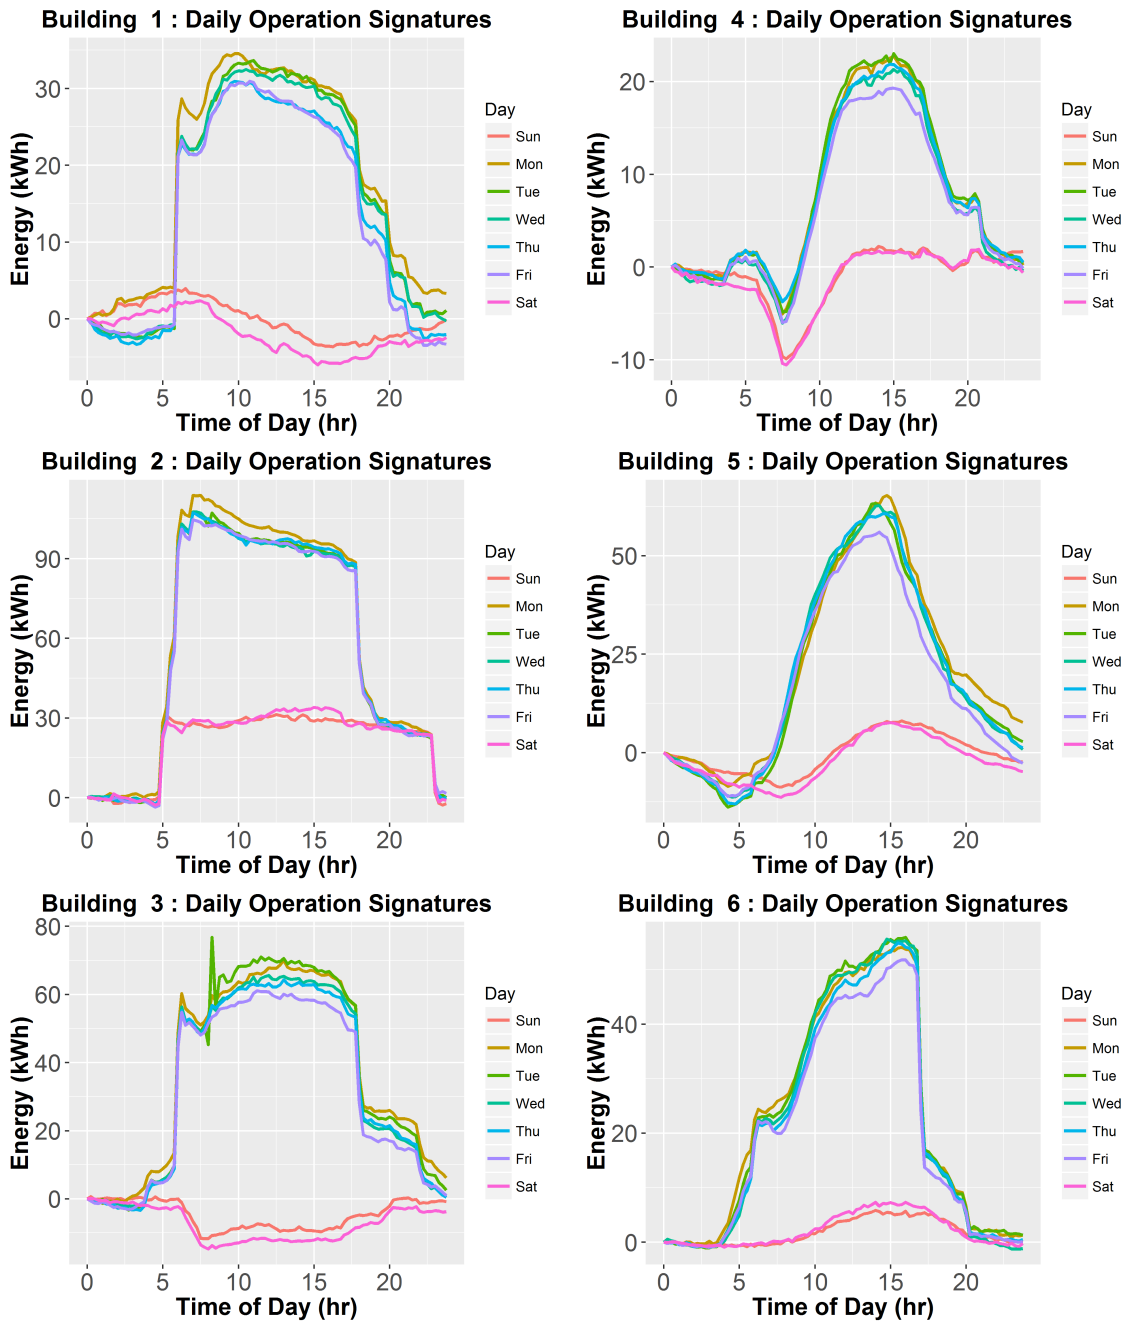 Building 1 : Daily Operation Signatures
Energy (kWh)
30
20
10
0
0 5 10 15 20
Time of Day (hr)
Day
Sun
Mon
Tue
Wed
Thu
Fri
Sat
Building 4 : Daily Operation Signatures
Energy (kWh)
20
10
0
-10
0 5 10 15 20
Time of Day (hr)
Day
Sun
Mon
Tue
Wed
Thu
Fri
Sat
Building 2 : Daily Operation Signatures
Energy (kWh)
90
60
30
0
0 5 10 15 20
Time of Day (hr)
Day
Sun
Mon
Tue
Wed
Thu
Fri
Sat
Building 5 : Daily Operation Signatures
Energy (kWh)
50
25
0
0 5 10 15 20
Time of Day (hr)
Day
Sun
Mon
Tue
Wed
Thu
Fri
Sat
Building 3 : Daily Operation Signatures
Energy (kWh)
80
60
40
20
0
0 5 10 15 20
Time of Day (hr)
Day
Sun
Mon
Tue
Wed
Thu
Fri
Sat
Building 6 : Daily Operation Signatures
Energy (kWh)
40
20
0
0 5 10 15 20
Time of Day (hr)
Day
Sun
Mon
Tue
Wed
Thu
Fri
Sat